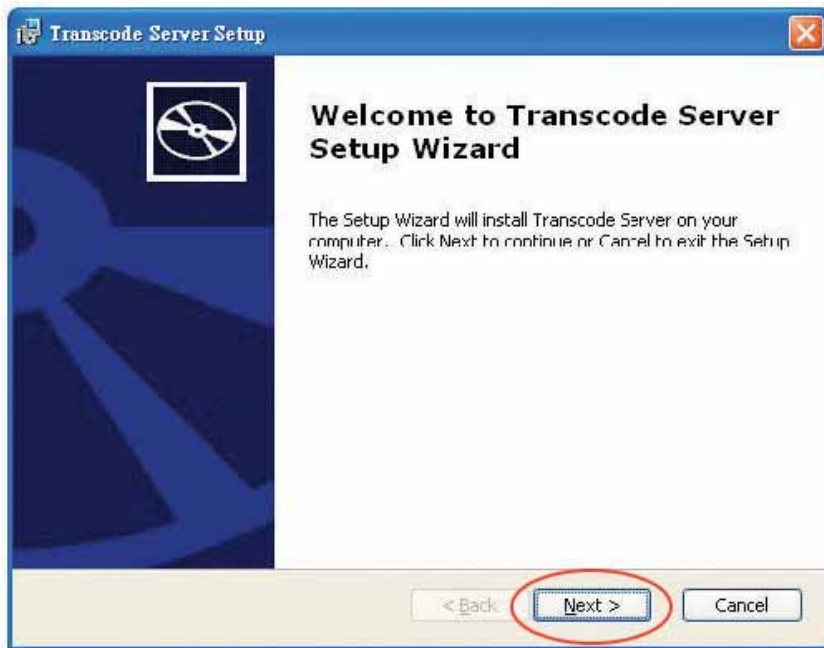 Transcode Server Setup
Welcome to Transcode Server
Setup Wizard
The Setup Wizard will install Transcode Server on your
computer. Click Next to continue or Cancel to exit the Setup
Wizard.
< Back
Next >
Cancel